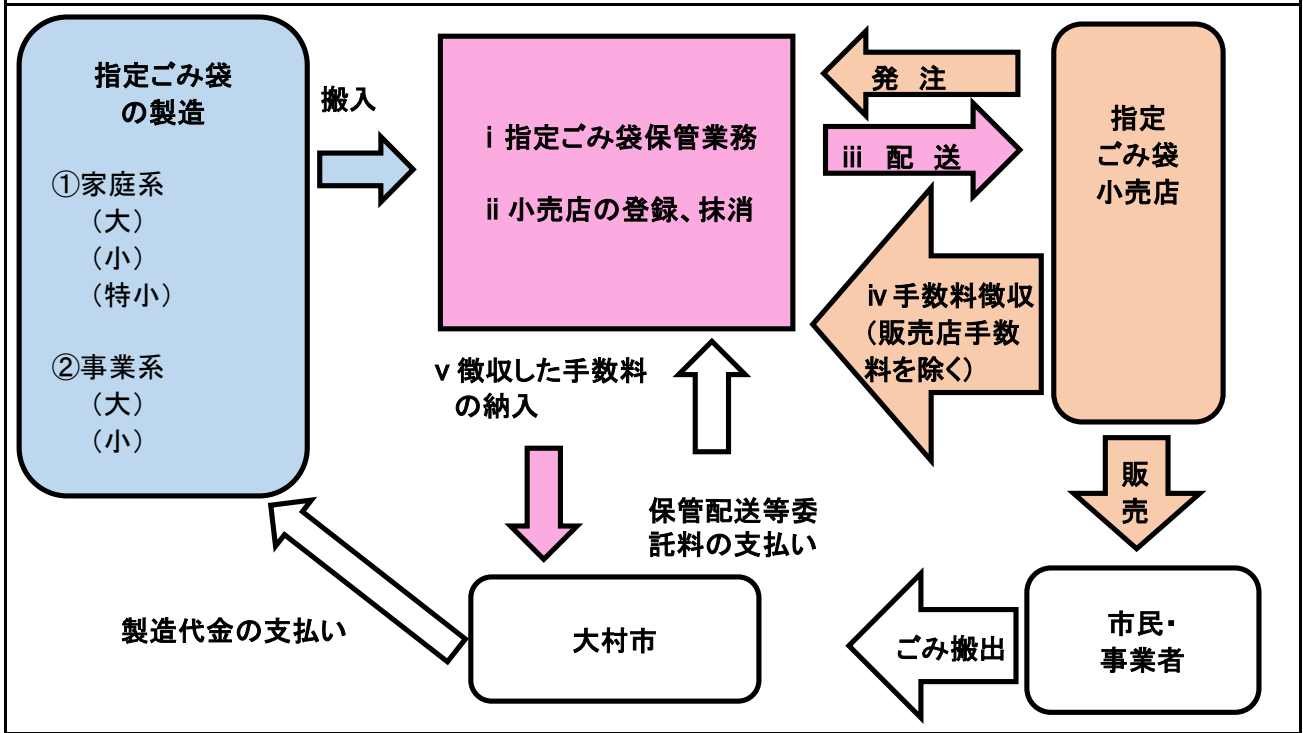 指定ごみ袋
の製造
①家庭系
（大）
（小）
（特小）
②事業系
（大）
（小）
搬入
ⅰ 指定ごみ袋保管業務
ⅱ 小売店の登録、抹消
発 注
ⅲ 配 送
指定
ごみ袋
小売店
ⅳ 手数料徴収
（販売店手数
料を除く）
ⅴ 徴収した手数料
の納入
保管配送等委
託料の支払い
販
売
製造代金の支払い
大村市
ごみ搬出
市民・
事業者